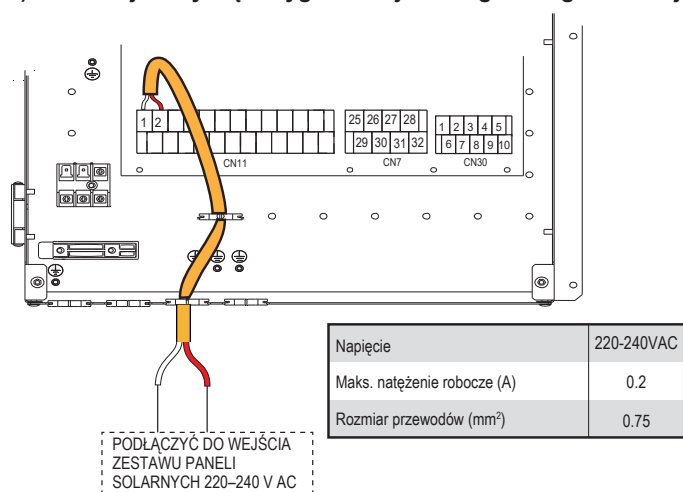 1 2
25 26 27 28
29 30 31 32
1 2 3 4 5
6 7 8 9 10
CN11
CN7
CN30
Napięcie 220-240VAC
Maks. natężenie robocze (A) 0.2
Rozmiar przewodów (mm²) 0.75
PODŁĄCZYĆ DO WEJŚCIA
ZESTAWU PANELI
SOLARNYCH 220–240 V AC